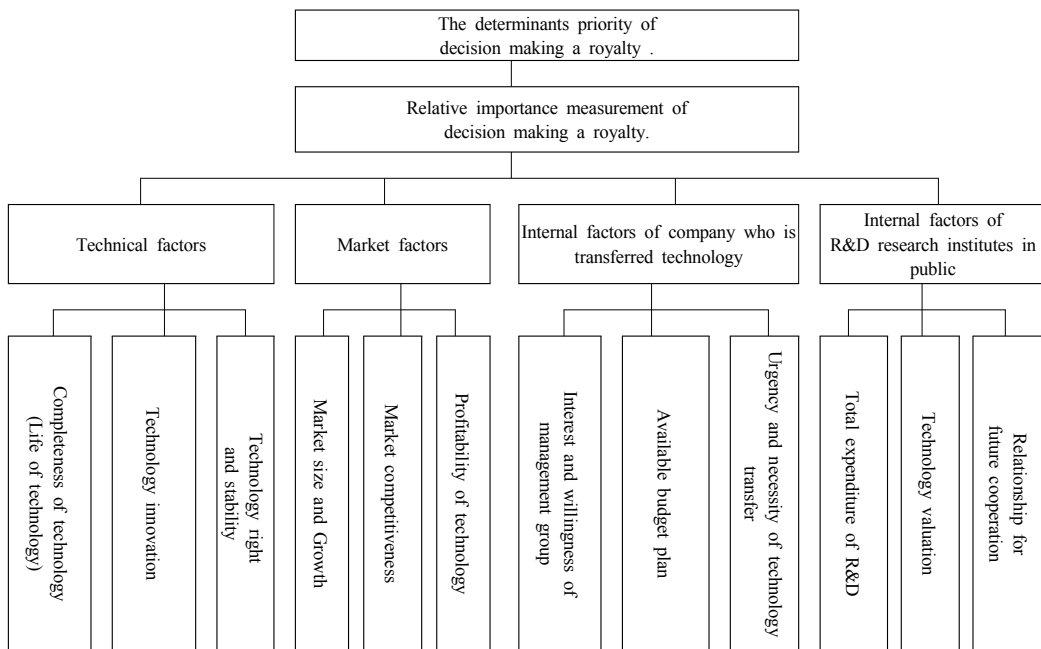 The determinants priority of
decision making a royalty .
Relative importance measurement of
decision making a royalty.
Technical factors
Market factors
Internal factors of company who is
transferred technology
Internal factors of
R&D research institutes in
public
Completeness of technology
(Life of technology)
Technology innovation
Technology right
and stability
Market size and Growth
Market competitiveness
Profitability of technology
Interest and willingness of
management group
Available budget plan
Urgency and necessity of technology
transfer
Total expenditure of R&D
Technology valuation
Relationship for
future cooperation